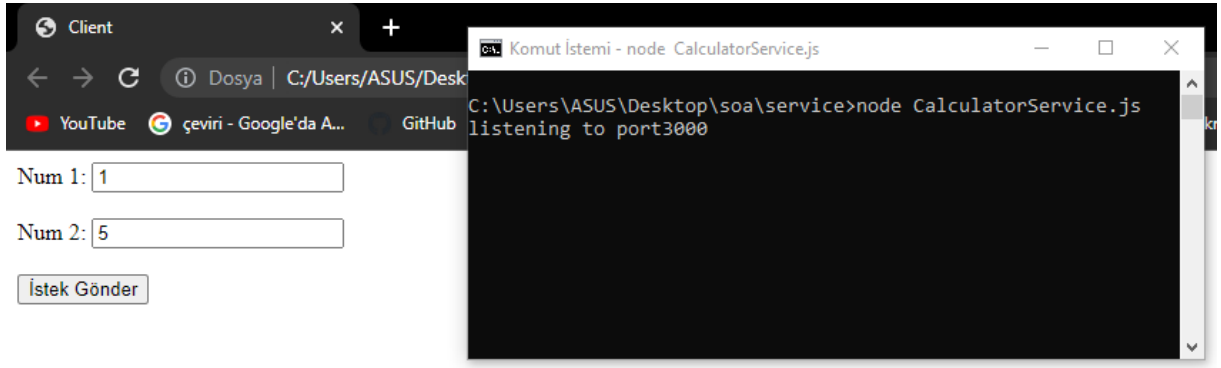 Client
Komut İstemi - node CalculatorService.js
Dosya | C:/Users/ASUS/Desk
YouTube
çeviri - Google'da A...
GitHub
C:\Users\ASUS\Desktop\soa\service>node CalculatorService.js
listening to port3000
Num 1: 1
Num 2: 5
İstek Gönder